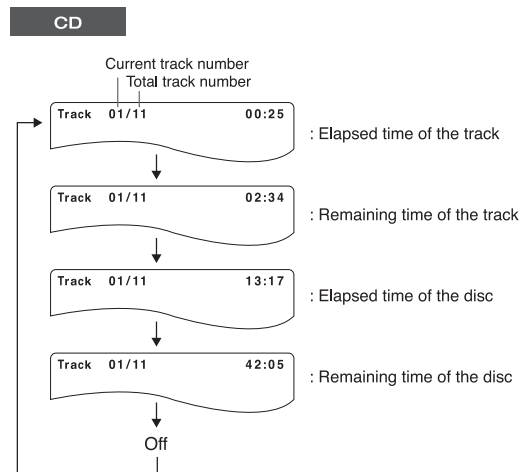 CD
Current track number
Total track number
Track 01/11 00:25
: Elapsed time of the track
Track 01/11 02:34
: Remaining time of the track
Track 01/11 13:17
: Elapsed time of the disc
Track 01/11 42:05
: Remaining time of the disc
Off